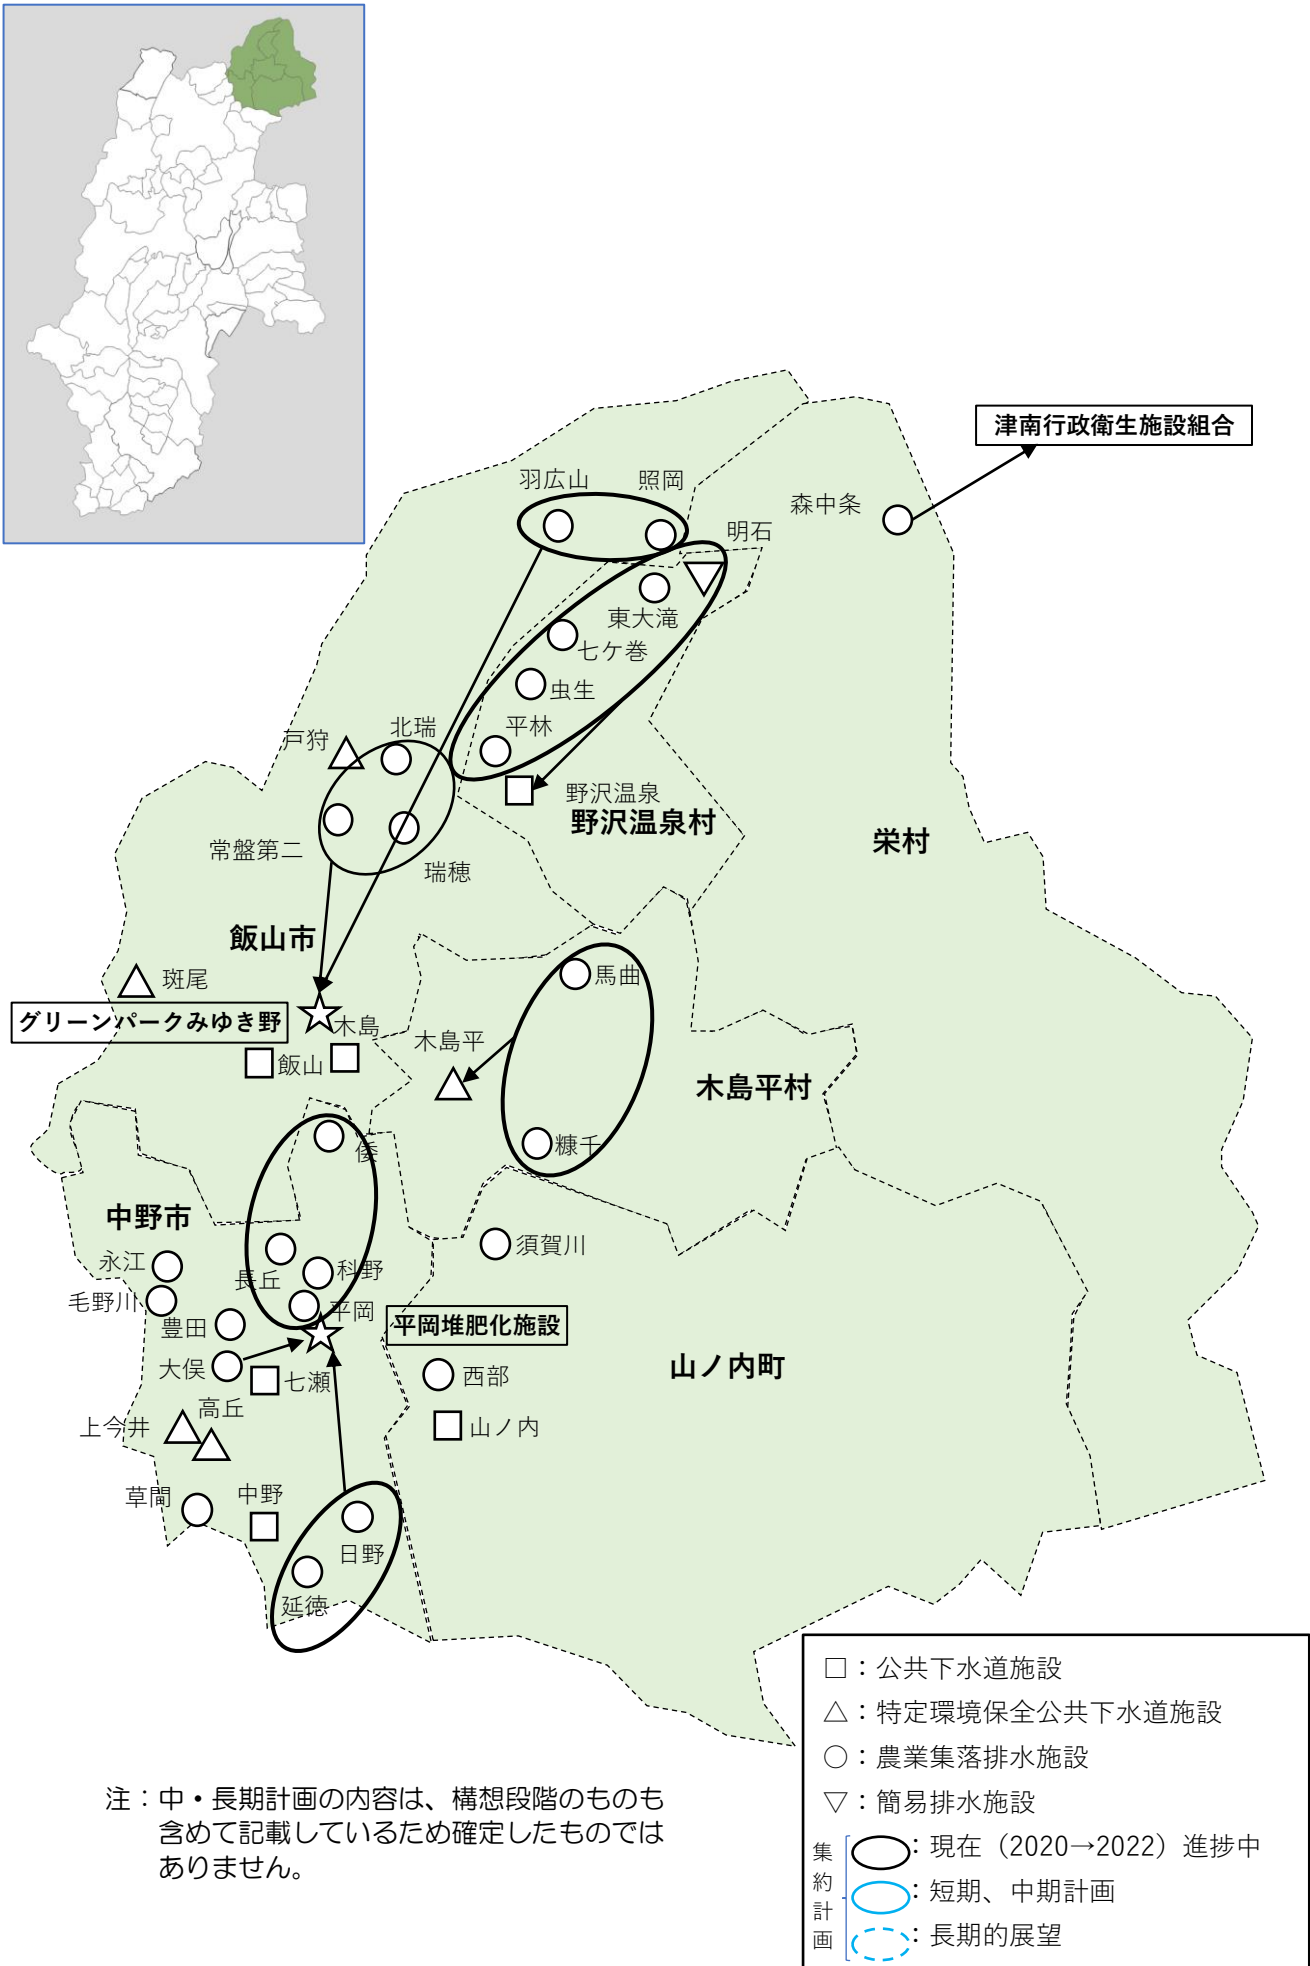 津南行政衛生施設組合
羽広山
照岡
森中条
明石
東大滝
七ケ巻
虫生
平林
北瑞
戸狩
野沢温泉
野沢温泉村
栄村
常盤第二
瑞穂
飯山市
斑尾
馬曲
グリーンパークみゆき野
木島
木島平
飯山
木島平村
糠千
倭
中野市
須賀川
永江
長丘
科野
毛野川
平岡
豊田
平岡堆肥化施設
大俣
七瀬
西部
山ノ内町
高丘
上今井
山ノ内
草間
中野
日野
延徳
□：公共下水道施設
△：特定環境保全公共下水道施設
○：農業集落排水施設
▽：簡易排水施設
集約計画
：現在（2020→2022）進捗中
：短期、中期計画
：長期的展望
注：中・長期計画の内容は、構想段階のものも
含めて記載しているため確定したものでは
ありません。